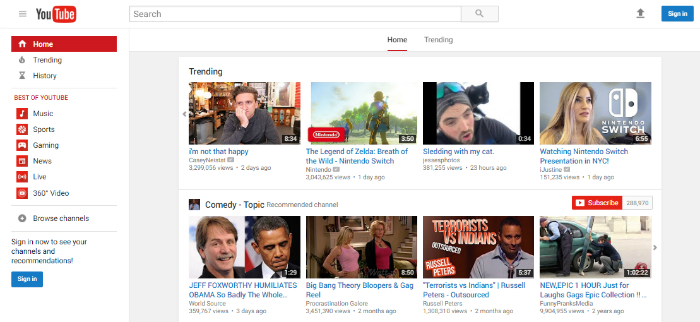 YouTube
Search
Sign in
Home
Trending
Home
Trending
History
BEST OF YOUTUBE
Music
Sports
Gaming
News
Live
360° Video
Browse channels
Sign in now to see your
channels and
recommendations!
Sign in
Trending
8:34
i'm not that happy
CaseyNeistat
3,299,056 views • 2 days ago
Nintendo
3:50
The Legend of Zelda: Breath of
the Wild - Nintendo Switch
Nintendo
3,043,625 views • 1 day ago
0:34
Sledding with my cat.
jessephotos
views • 23 hours ago
NINTENDO
SWITCH
6:55
Watching Nintendo Switch
Presentation in NYC!
iJustine
181,235 views • 1 day ago
Comedy - Topic Recommended channel
Subscribe 288,970
1:29
JEFF FOXWORTHY HUMILIATES
OBAMA So Badly The Whole...
World Source
359,767 views • 3 days ago
8:50
Big Bang Theory Bloopers & Gag
Reel
Procrastination Galore
3,451,390 views • 2 months ago
TERRORISTS
VS INDIANS
OUTSOURCED
RUSSELL
PETERS
5:37
"Terrorists vs Indians" | Russell
Peters - Outsourced
Russell Peters
1,308,310 views • 2 months ago
1:02:22
NEW,EPIC 1 HOUR Just for
Laughs Gags Epic Collection !! ...
FunnyPranksMedia
9,904,955 views • 2 years ago